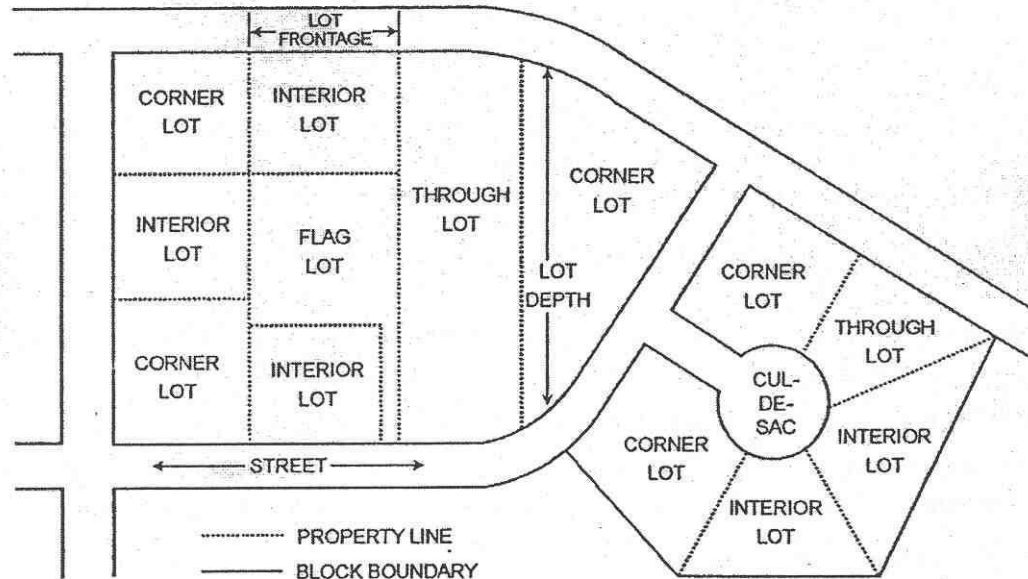 LOT
FRONTAGE
CORNER
LOT
INTERIOR
LOT
THROUGH
LOT
CORNER
LOT
INTERIOR
LOT
FLAG
LOT
LOT
DEPTH
CORNER
LOT
INTERIOR
LOT
CORNER
LOT
THROUGH
LOT
CUL-
DE-
SAC
CORNER
LOT
INTERIOR
LOT
INTERIOR
LOT
STREET
PROPERTY LINE
BLOCK BOUNDARY